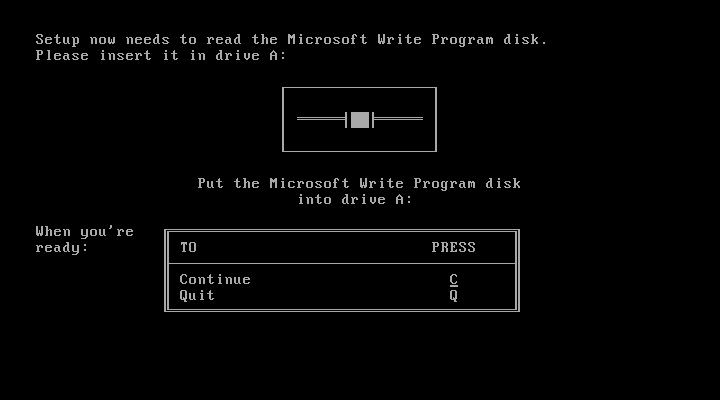 Setup now needs to read the Microsoft Write Program disk.
Please insert it in drive A:
Put the Microsoft Write Program disk
into drive A:
When you're
ready:
TO PRESS
Continue C
Quit Q